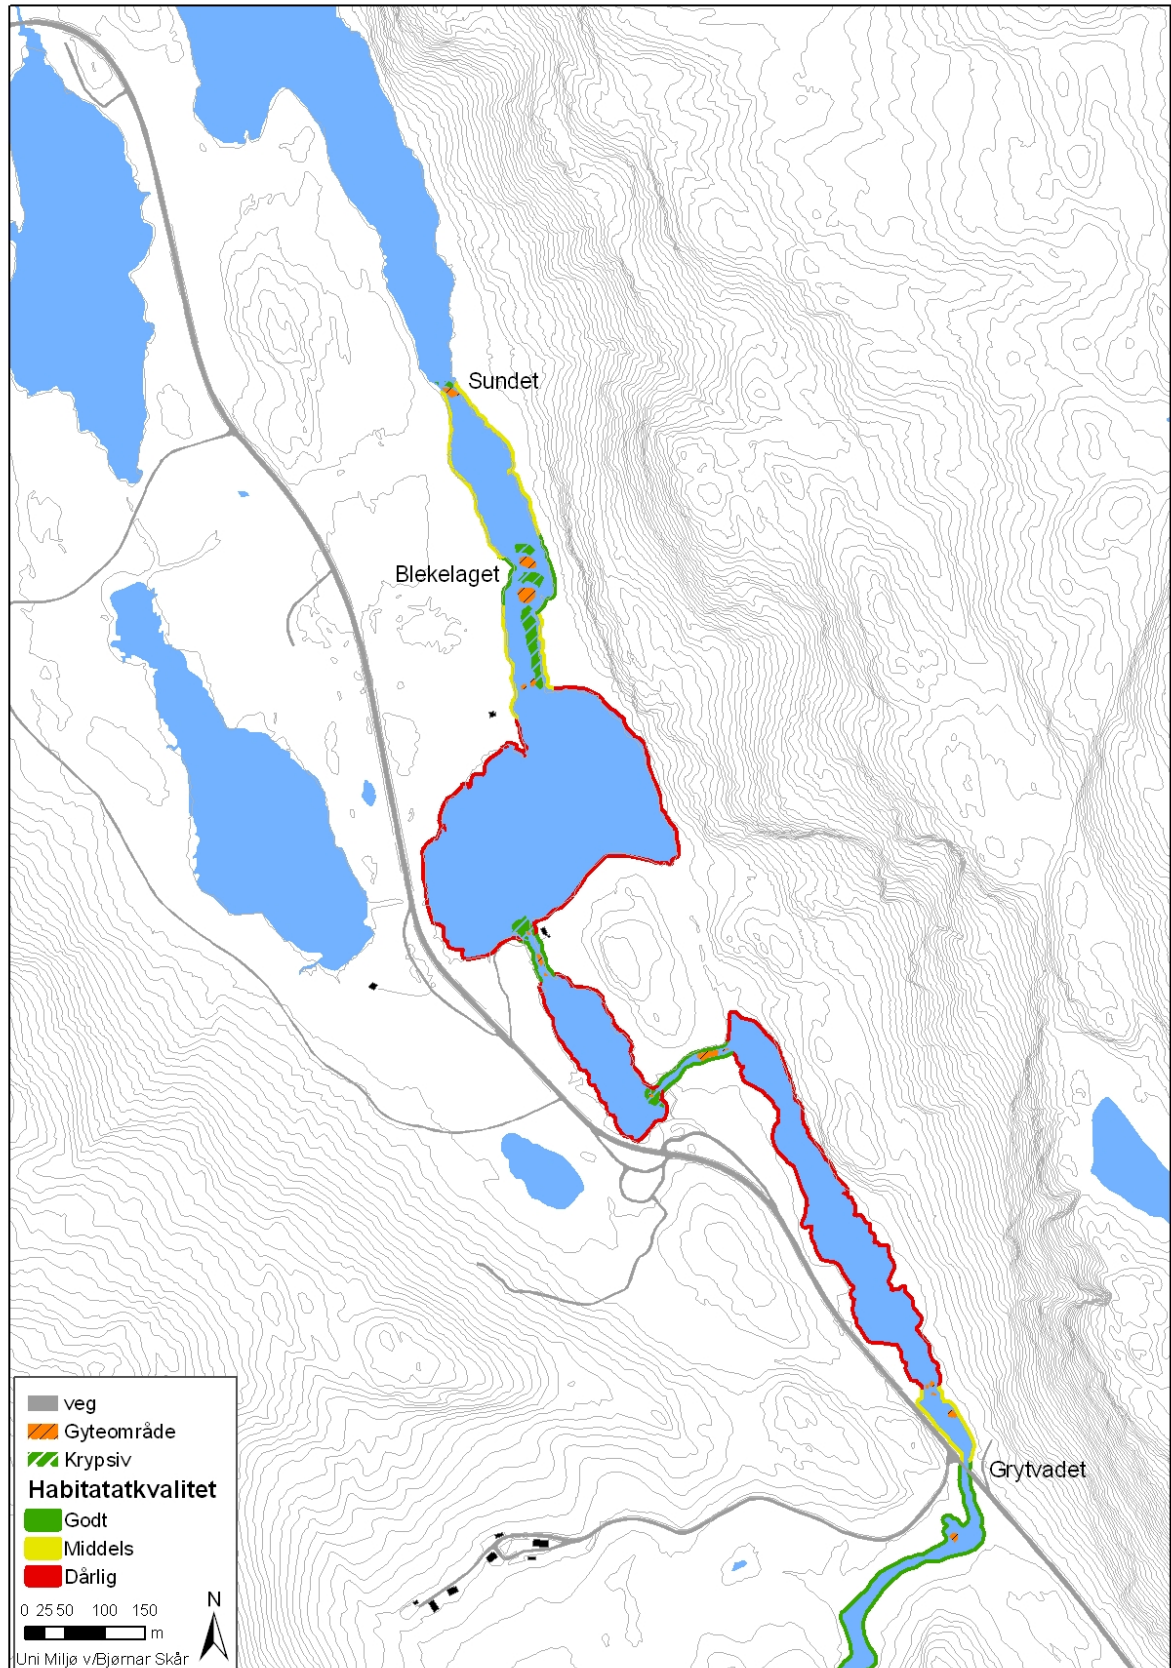 Sundet
Blekelaget
Grytvadet
veg
Gyteområde
Krypsiv
Habitatatkvalitet
Godt
Middels
Dårlig
0 25 50 100 150
m
N
Uni Miljø v/Bjørnar Skår